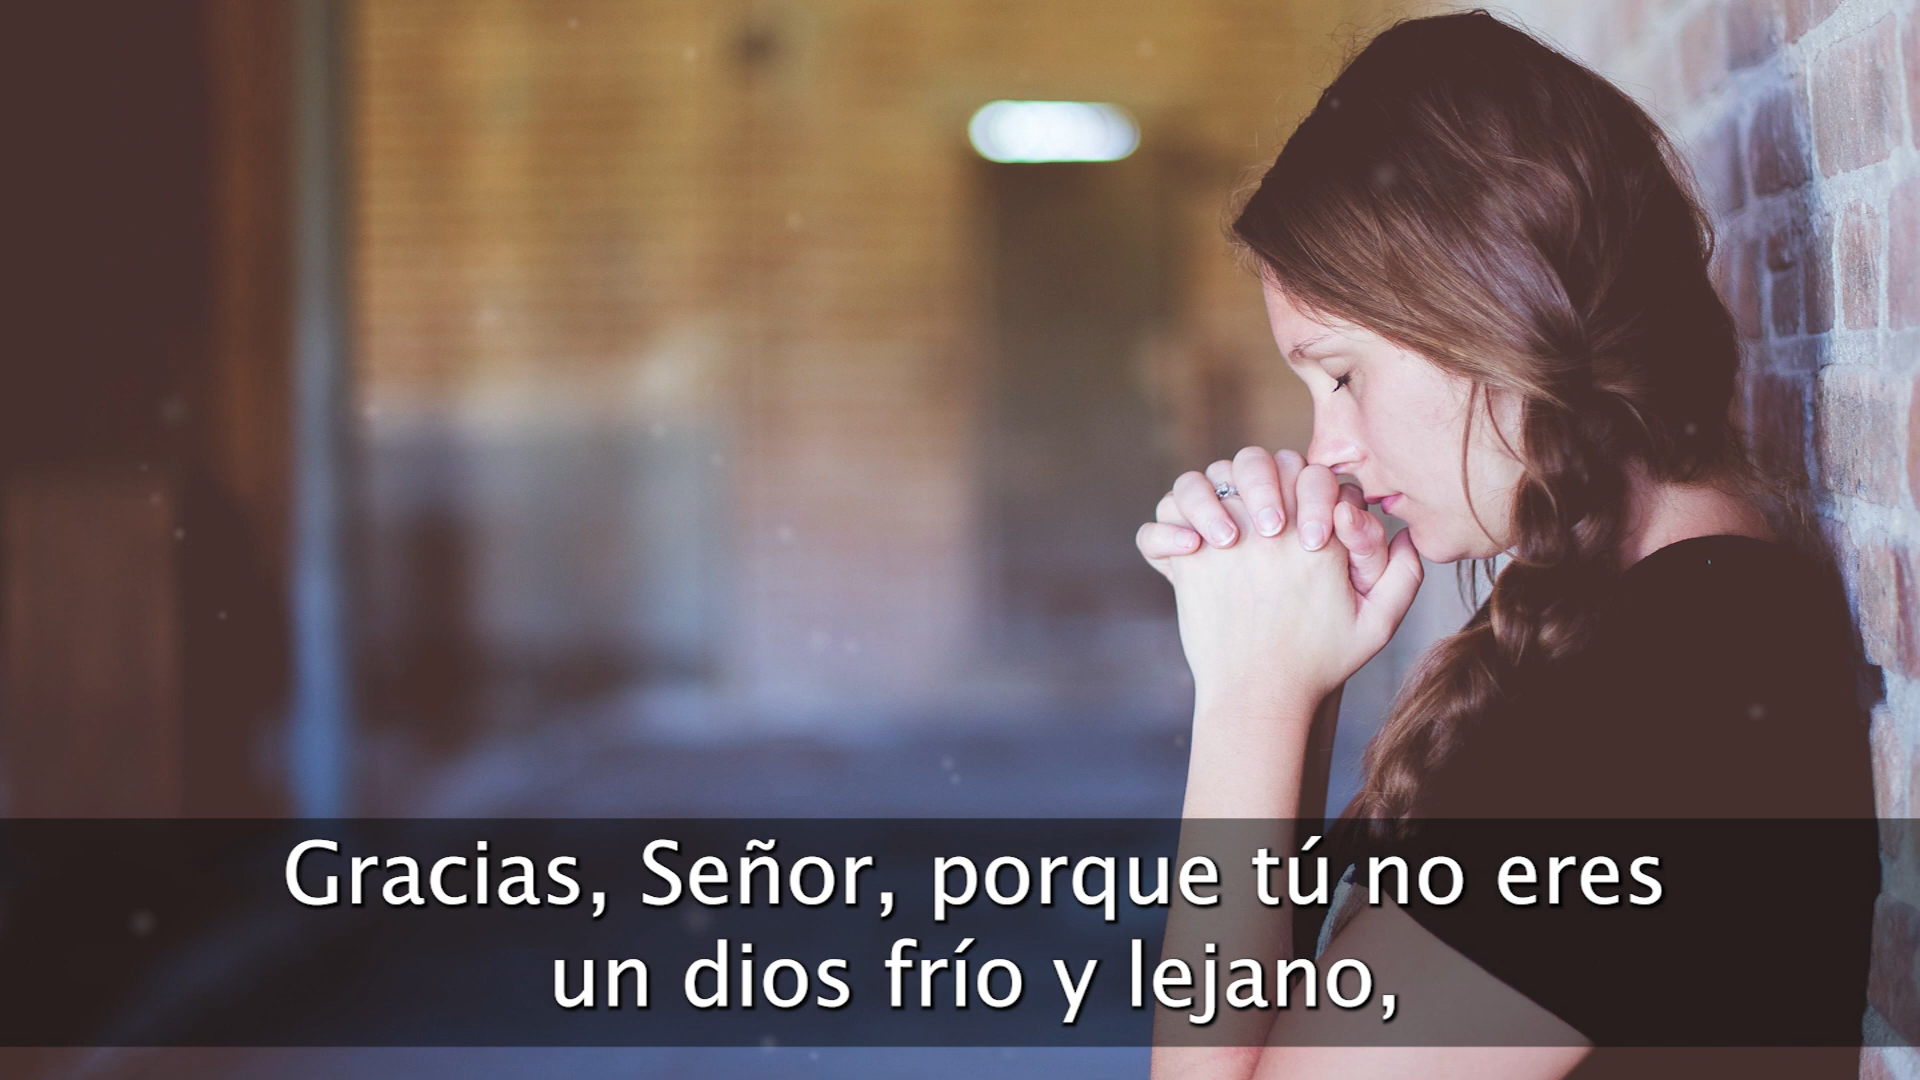 Gracias, Señor, porque tú no eres
un dios frío y lejano,